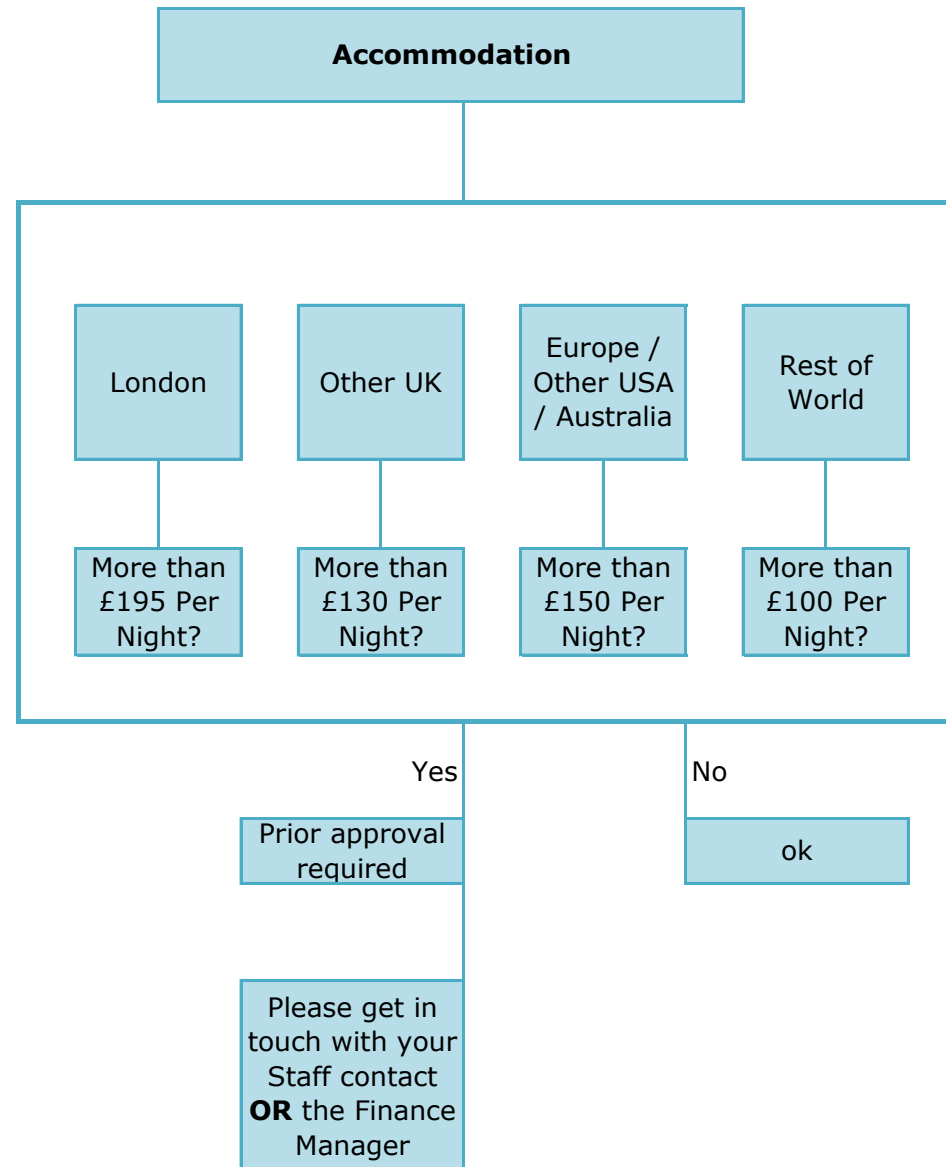 Accommodation
London
Other UK
Europe /
Other USA
/ Australia
Rest of
World
More than
£195 Per
Night?
More than
£130 Per
Night?
More than
£150 Per
Night?
More than
£100 Per
Night?
Yes
No
Prior approval
required
ok
Please get in
touch with your
Staff contact
OR the Finance
Manager